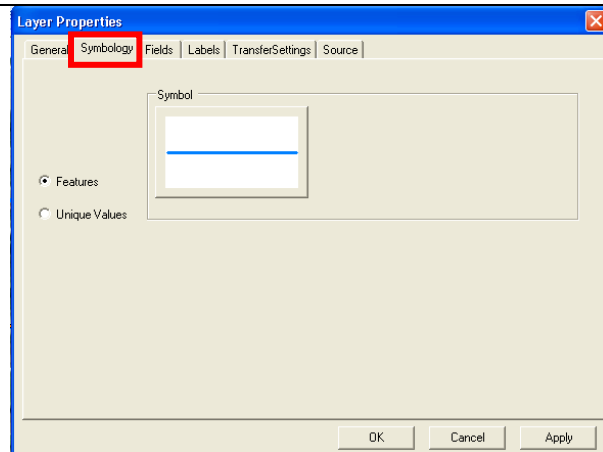 Layer Properties
General Symbology Fields Labels TransferSettings Source
Symbol
Features
Unique Values
OK Cancel Apply